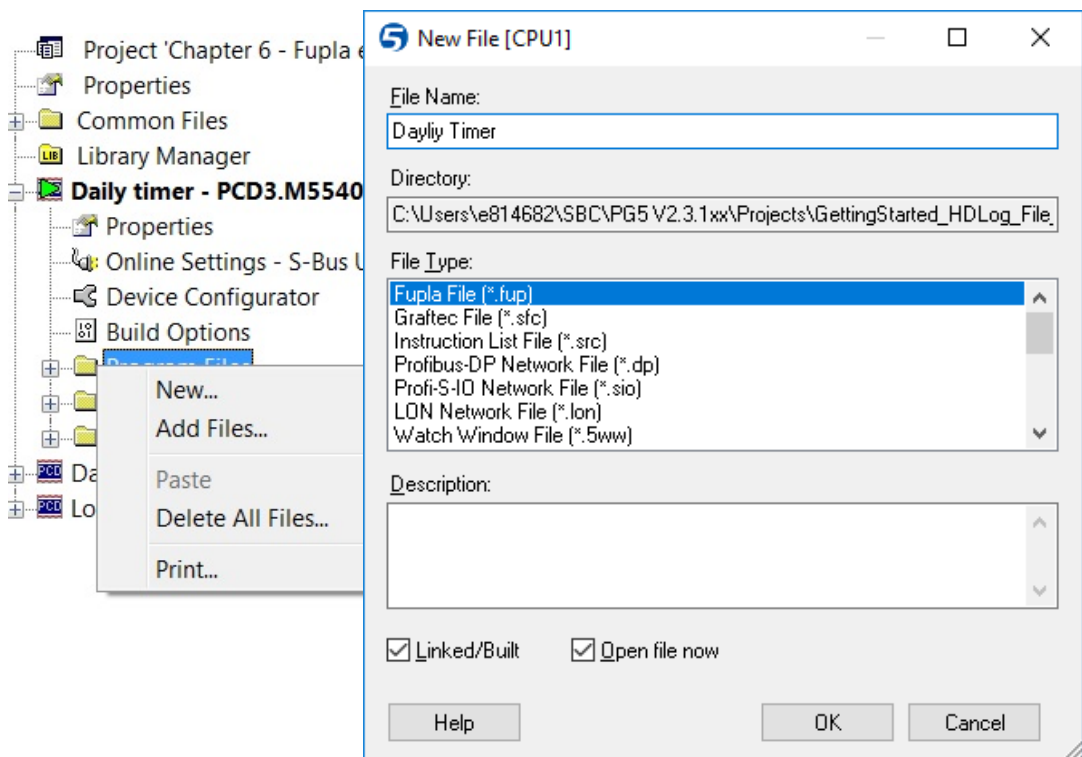 Project 'Chapter 6 - Fupla e
Properties
Common Files
Library Manager
Daily timer - PCD3.M5540
Properties
Online Settings - S-Bus U
Device Configurator
Build Options
Program Files
New...
Add Files...
Paste
Delete All Files...
Print...
Da
Lo
New File [CPU1]
File Name:
Dayliy Timer
Directory:
C:\Users\e814682\SBC\PG5 V2.3.1xx\Projects\GettingStarted_HDLog_File_
File Type:
Fupla File (*.fup)
Graftec File (*.sfc)
Instruction List File (*.src)
Profibus-DP Network File (*.dp)
Profi-S-IO Network File (*.sio)
LON Network File (*.lon)
Watch Window File (*.5ww)
Description:
Linked/Built
Open file now
Help
OK
Cancel